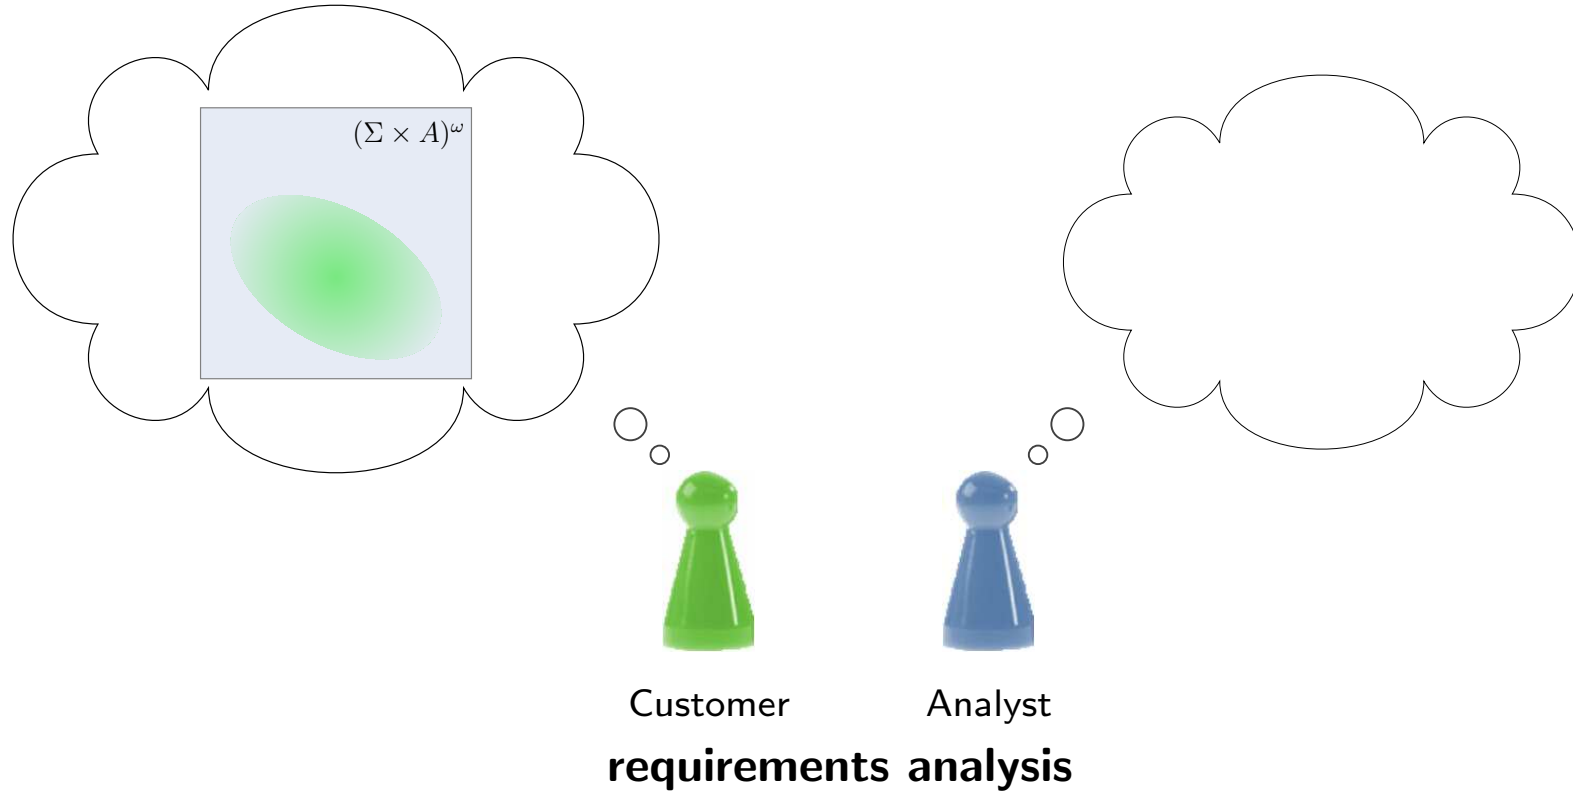 (Σ × A)^ω
Customer
Analyst
requirements analysis